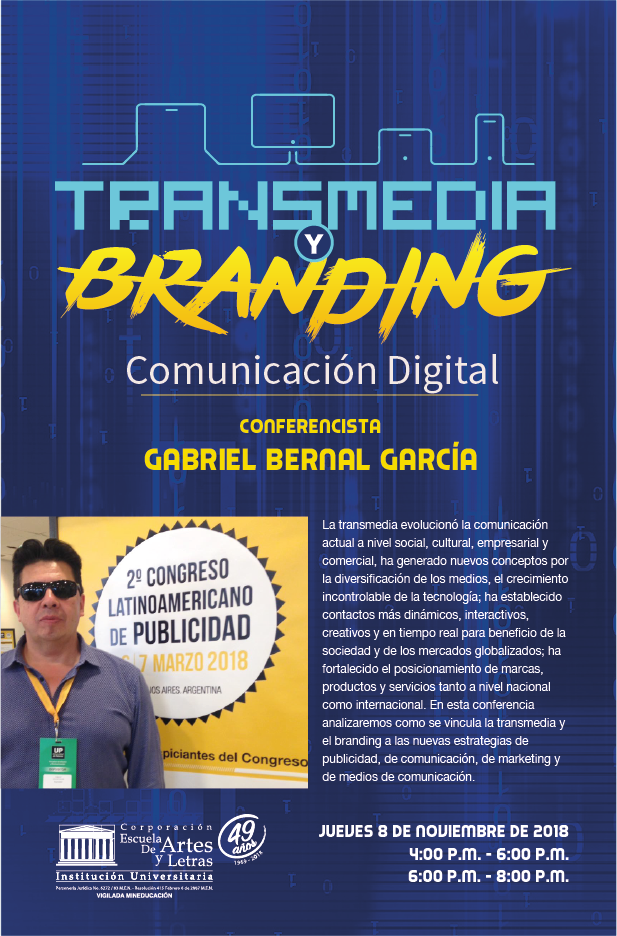 TRANSMEDIA
Y
BRANDING
Comunicación Digital
CONFERENCISTA
GABRIEL BERNAL GARCÍA
2º CONGRESO
LATINOAMERICANO
DE PUBLICIDAD
7 MARZO 2018
AIRES, ARGENTINA
UP
spiciantes del Congreso
La transmedia evolucionó la comunicación
actual a nivel social, cultural, empresarial y
comercial, ha generado nuevos conceptos por
la diversificación de los medios, el crecimiento
incontrolable de la tecnología; ha establecido
contactos más dinámicos, interactivos,
creativos y en tiempo real para beneficio de la
sociedad y de los mercados globalizados; ha
fortalecido el posicionamiento de marcas,
productos y servicios tanto a nivel nacional
como internacional. En esta conferencia
analizaremos como se vincula la transmedia y
el branding a las nuevas estrategias de
publicidad, de comunicación, de marketing y
de medios de comunicación.
Corporación
Escuela
De Artes
y Letras
Institución Universitaria
VIGILADA MINEDUCACIÓN
49
años
JUEVES 8 DE NOVIEMBRE DE 2018
4:00 P.M. - 6:00 P.M.
6:00 P.M. - 8:00 P.M.